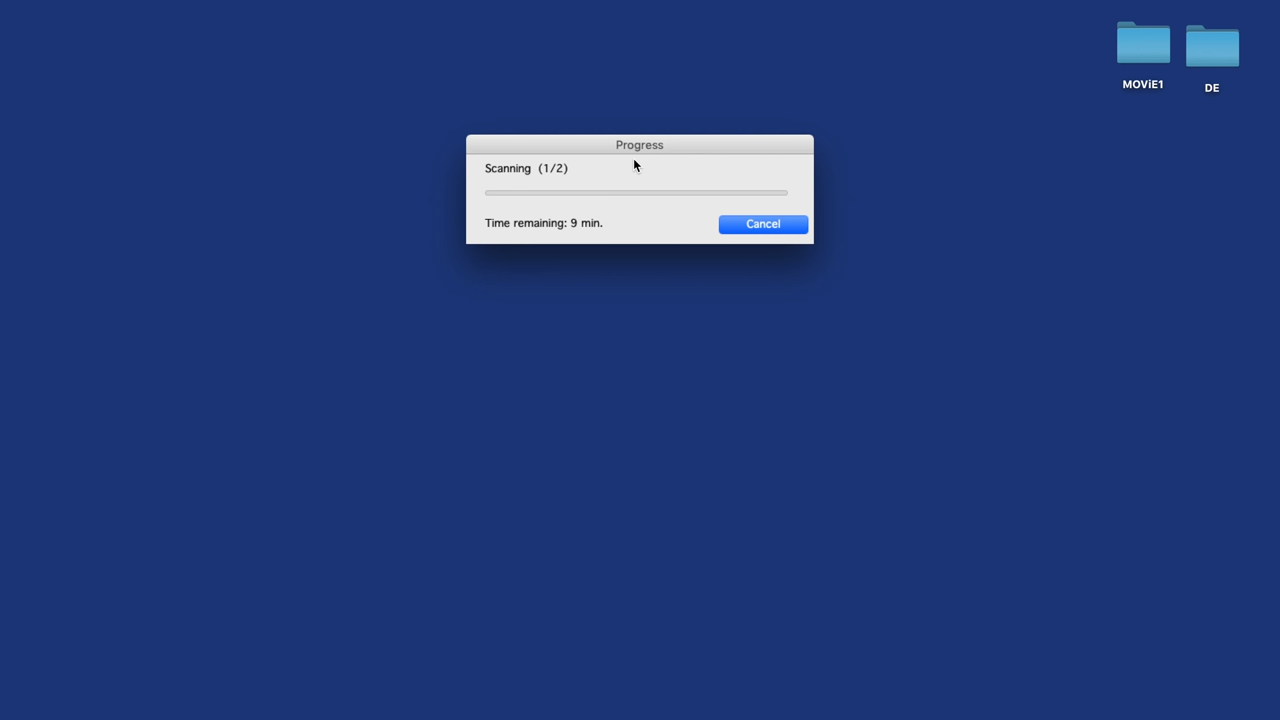 MOViE1
DE
Progress
Scanning (1/2)
Time remaining: 9 min.
Cancel